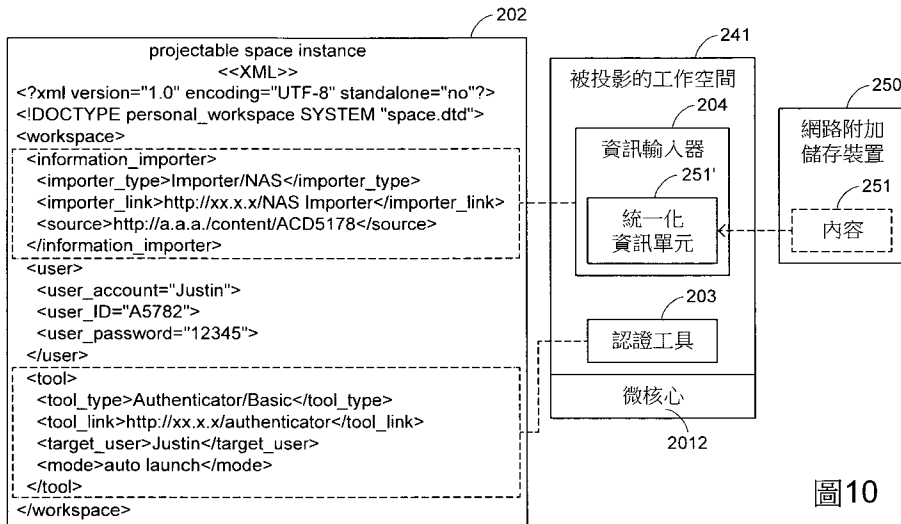 202
projectable space instance
<<XML>>
<?xml version="1.0" encoding="UTF-8" standalone="no"?>
<!DOCTYPE personal_workspace SYSTEM "space.dtd">
<workspace>
<information_importer>
<importer_type>Importer/NAS</importer_type>
<importer_link>http://xx.x.x/NAS Importer</importer_link>
<source>http://a.a.a./content/ACD5178</source>
</information_importer>
<user>
<user_account="Justin">
<user_ID="A5782">
<user_password="12345">
</user>
<tool>
<tool_type>Authenticator/Basic</tool_type>
<tool_link>http://xx.x.x/authenticator</tool_link>
<target_user>Justin</target_user>
<mode>auto launch</mode>
</tool>
</workspace>
241
被投影的工作空間
204
資訊輸入器
251'
統一化
資訊單元
203
認證工具
微核心
2012
250
網路附加
儲存裝置
251
內容
圖10